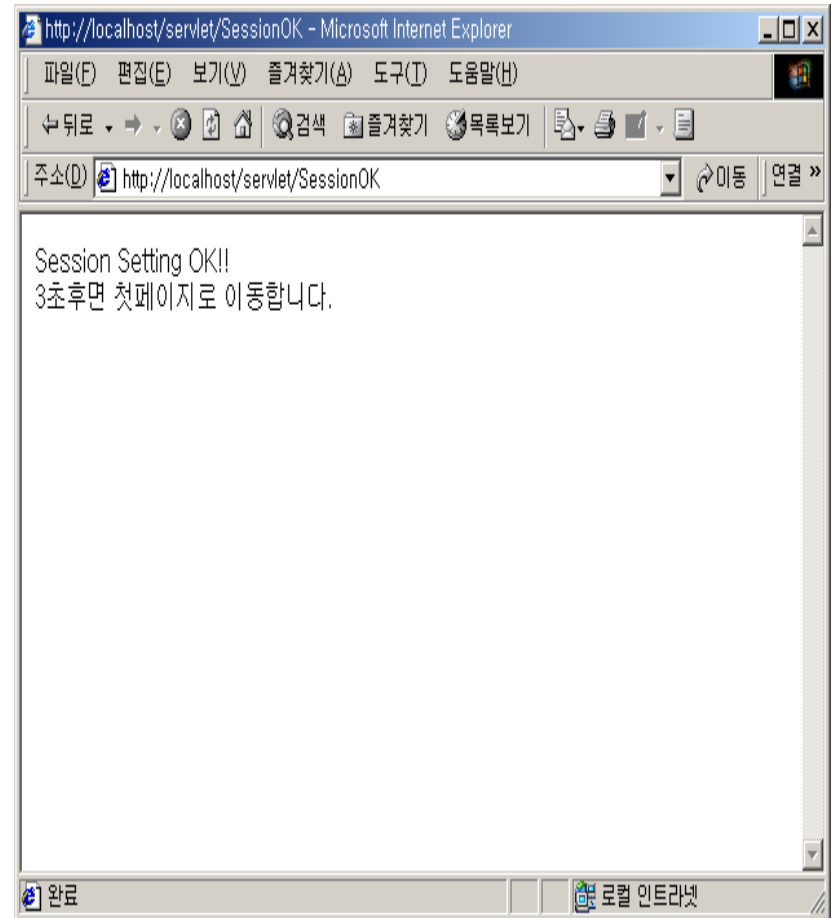 http://localhost/servlet/SessionOK - Microsoft Internet Explorer
파일(F) 편집(E) 보기(V) 즐겨찾기(A) 도구(T) 도움말(H)
뒤로 검색 즐겨찾기 목록보기
주소(D) http://localhost/servlet/SessionOK 이동 연결 »
Session Setting OK!!
3초후면 첫페이지로 이동합니다.
완료 로컬 인트라넷